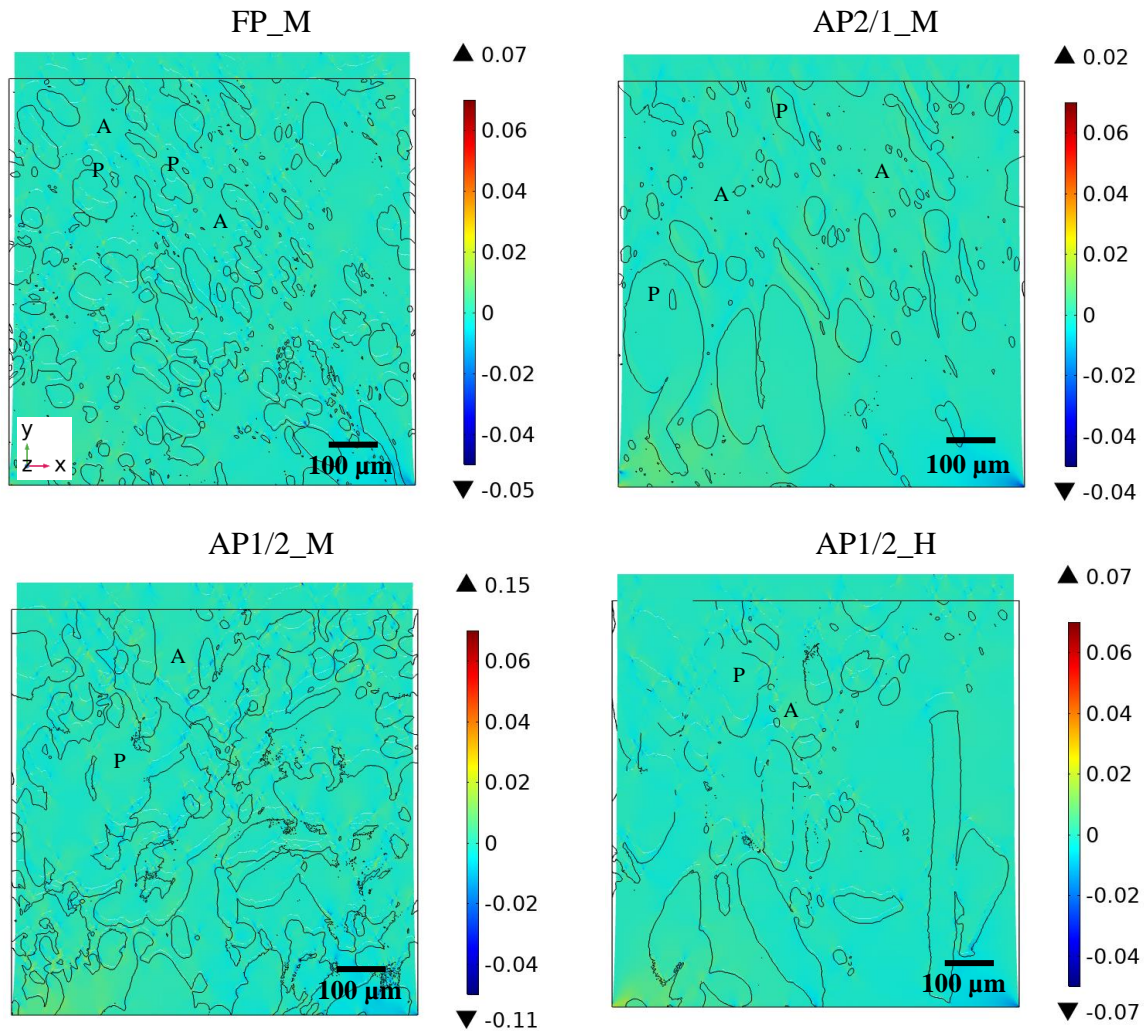 FP_M
▲ 0.07
0.06
0.04
0.02
0
-0.02
-0.04
▼ -0.05
A
P
P
A
y
z x
100 µm
AP2/1_M
▲ 0.02
0.06
0.04
0.02
0
-0.02
-0.04
▼ -0.04
P
A
A
P
100 µm
AP1/2_M
▲ 0.15
0.06
0.04
0.02
0
-0.02
-0.04
▼ -0.11
A
P
100 µm
AP1/2_H
▲ 0.07
0.06
0.04
0.02
0
-0.02
-0.04
▼ -0.07
P
A
100 µm